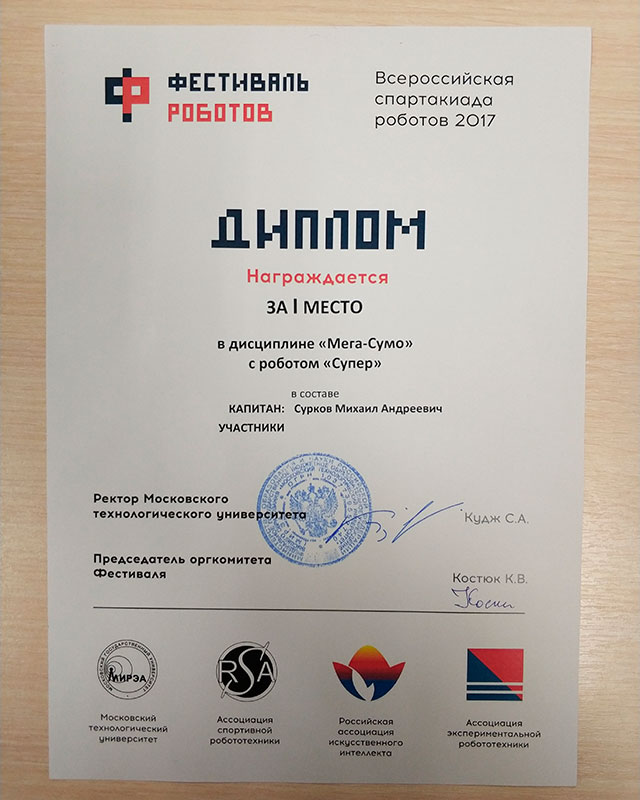 ФЕСТИВАЛЬ
РОБОТОВ
Всероссийская
спартакиада
роботов 2017
ДИПЛОМ
Награждается
ЗА I МЕСТО
в дисциплине «Мега-Сумо»
с роботом «Супер»
в составе
КАПИТАН: Сурков Михаил Андреевич
УЧАСТНИКИ
Ректор Московского
технологического университета
Кудж С.А.
Председатель оргкомитета
Фестиваля
Костюк К.В.
МИРЭА
RSA
Московский
технологический
университет
Ассоциация
спортивной
робототехники
Российская
ассоциация
искусственного
интеллекта
Ассоциация
экспериментальной
робототехники